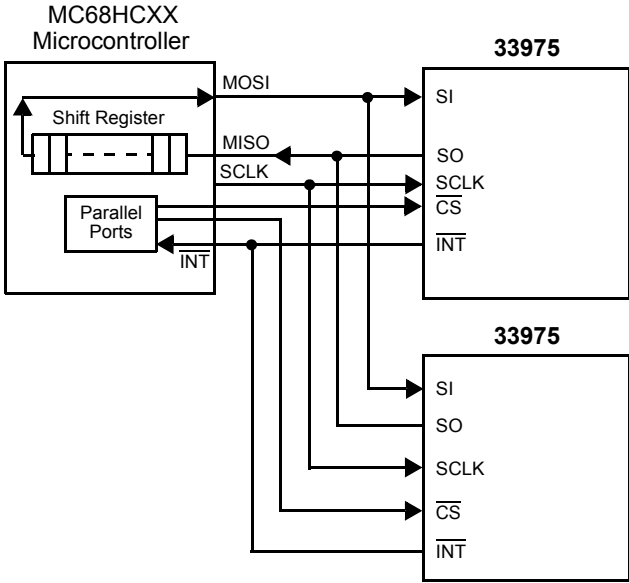 MC68HCXX
Microcontroller
33975
MOSI
SI
Shift Register
MISO
SO
SCLK
SCLK
CS
Parallel
Ports
INT
INT
33975
SI
SO
SCLK
CS
INT